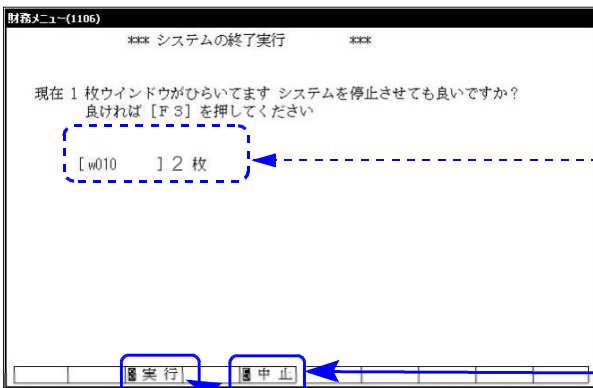 財務メニュー(1106)
*** システムの終了実行 ***
現在 1 枚ウインドウがひらいてます システムを停止させても良いですか?
良ければ [F3] を押してください
[w010 ]2 枚
実 行
中 止